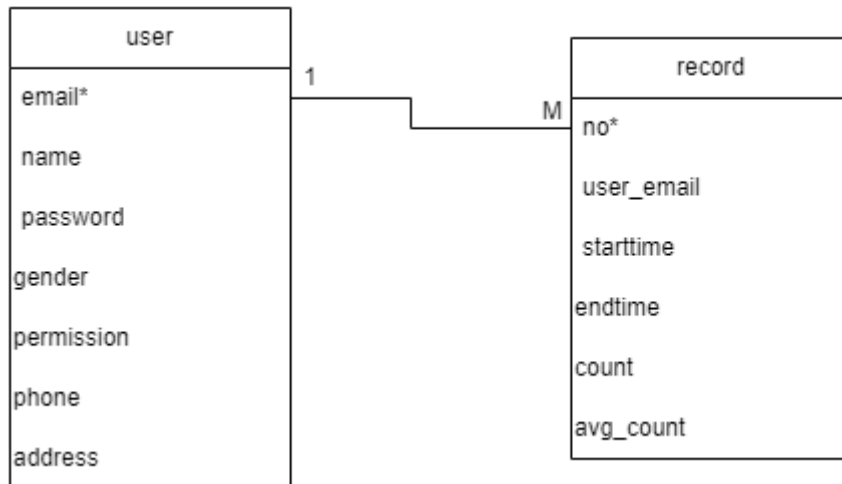 user
email*
name
password
gender
permission
phone
address
1
M
record
no*
user_email
starttime
endtime
count
avg_count